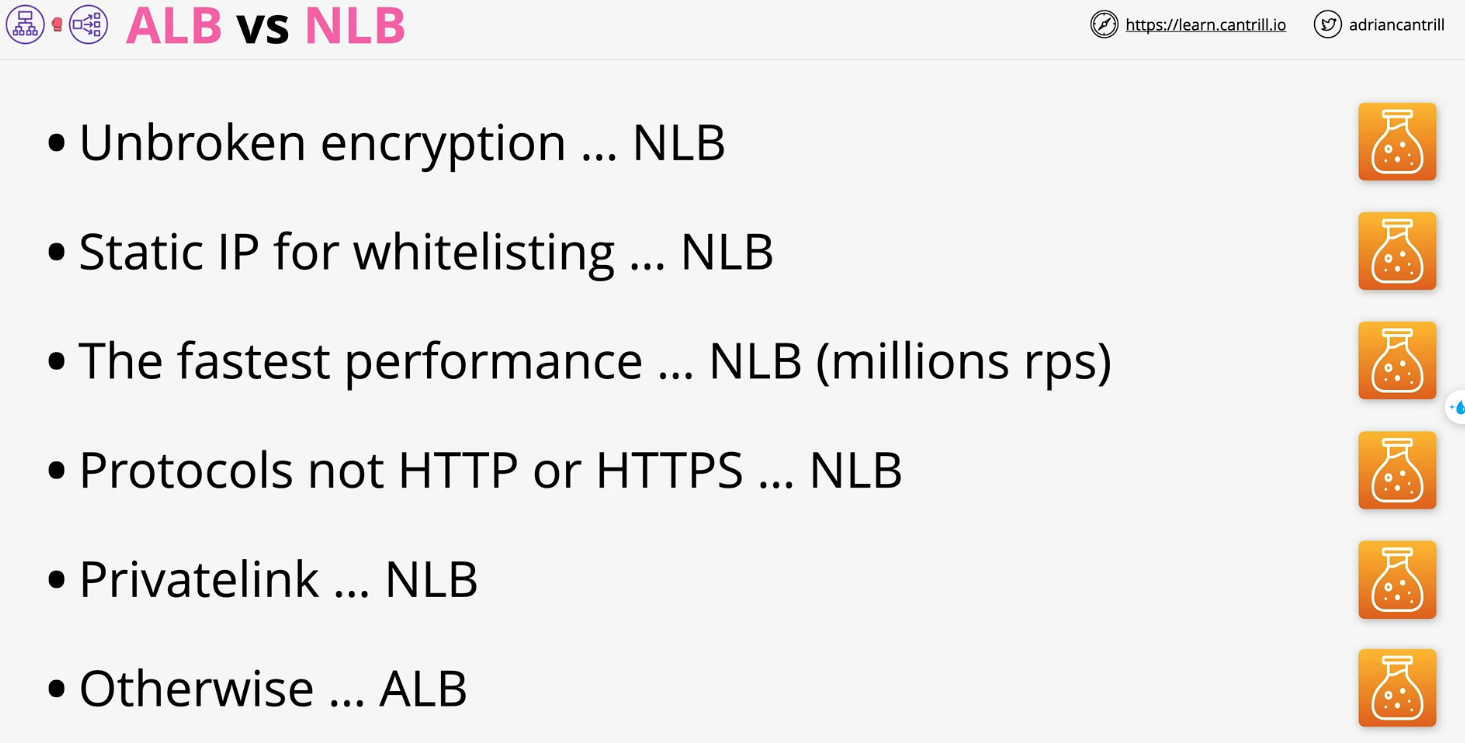 ALB vs NLB
https://learn.cantrill.io
adriancantrill
• Unbroken encryption ... NLB
• Static IP for whitelisting ... NLB
• The fastest performance ... NLB (millions rps)
• Protocols not HTTP or HTTPS ... NLB
• Privatelink ... NLB
• Otherwise ... ALB